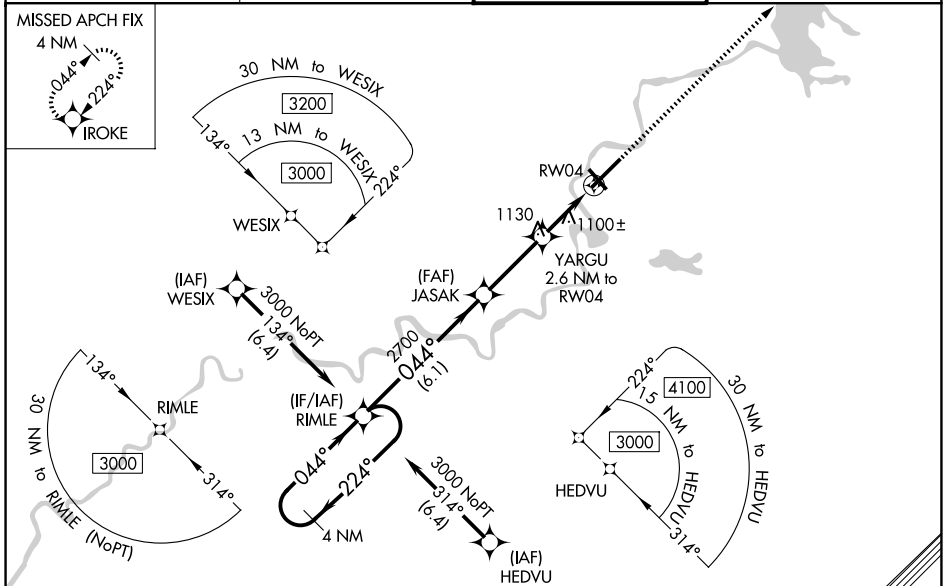 MISSED APCH FIX
4 NM
044°
224°
IROKE
30 NM to WESIX
3200
134°
13 NM to WESIX
3000
224°
WESIX
RW04
1130
1100±
YARGU
2.6 NM to
RW04
(FAF)
JASAK
(IAF)
WESIX
3000 NoPT
134°
(6.4)
2700
044°
(6.1)
(IF/IAF)
RIMLE
044°
224°
4 NM
134°
RIMLE
3000
314°
30 NM to RIMLE (NoPT)
224°
4100
15 NM to HEDVU
3000
30 NM to HEDVU
HEDVU
314°
3000 NoPT
314°
(6.4)
(IAF)
HEDVU